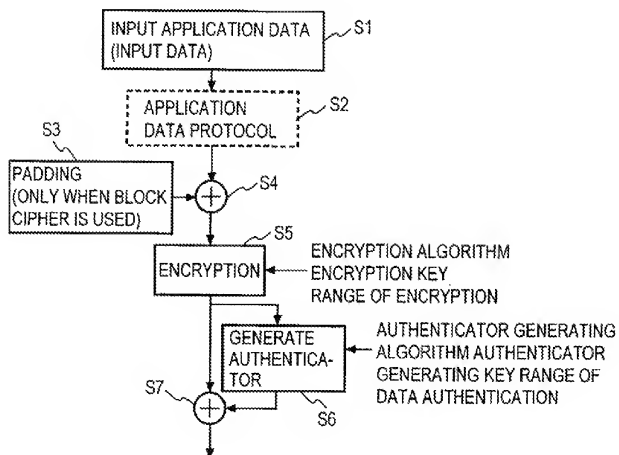 INPUT APPLICATION DATA
(INPUT DATA)
S1
APPLICATION
DATA PROTOCOL
S2
S3
PADDING
(ONLY WHEN BLOCK
CIPHER IS USED)
S4
S5
ENCRYPTION
ENCRYPTION ALGORITHM
ENCRYPTION KEY
RANGE OF ENCRYPTION
GENERATE
AUTHENTICA-
TOR
AUTHENTICATOR GENERATING
ALGORITHM AUTHENTICATOR
GENERATING KEY RANGE OF
DATA AUTHENTICATION
S7
S6